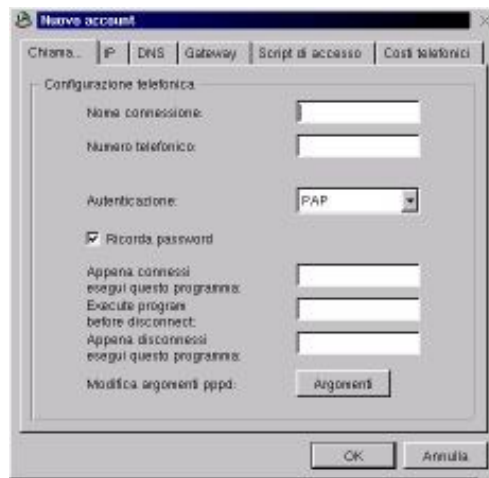 Nuovo account
Chiama... IP DNS Gateway Script di accesso Costi telefonici
Configurazione telefonica
Nome connessione:
Numero telefonico:
Autenticazione: PAP
Ricorda password
Appena connessi
esegui questo programma:
Execute program
before disconnect:
Appena disconnessi
esegui questo programma:
Modifica argomenti pppd: Argomenti
OK Annulla